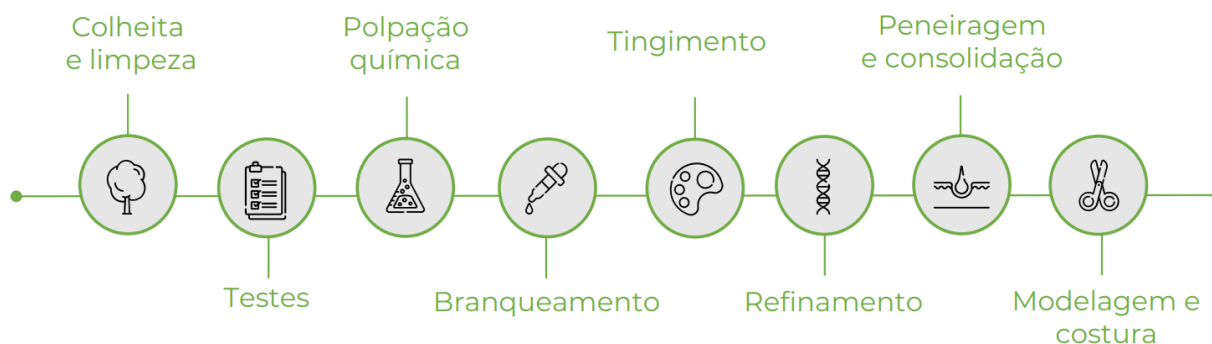 Colheita
e limpeza
Testes
Polpação
química
Branqueamento
Tingimento
Refinamento
Peneiragem
e consolidação
Modelagem e
costura